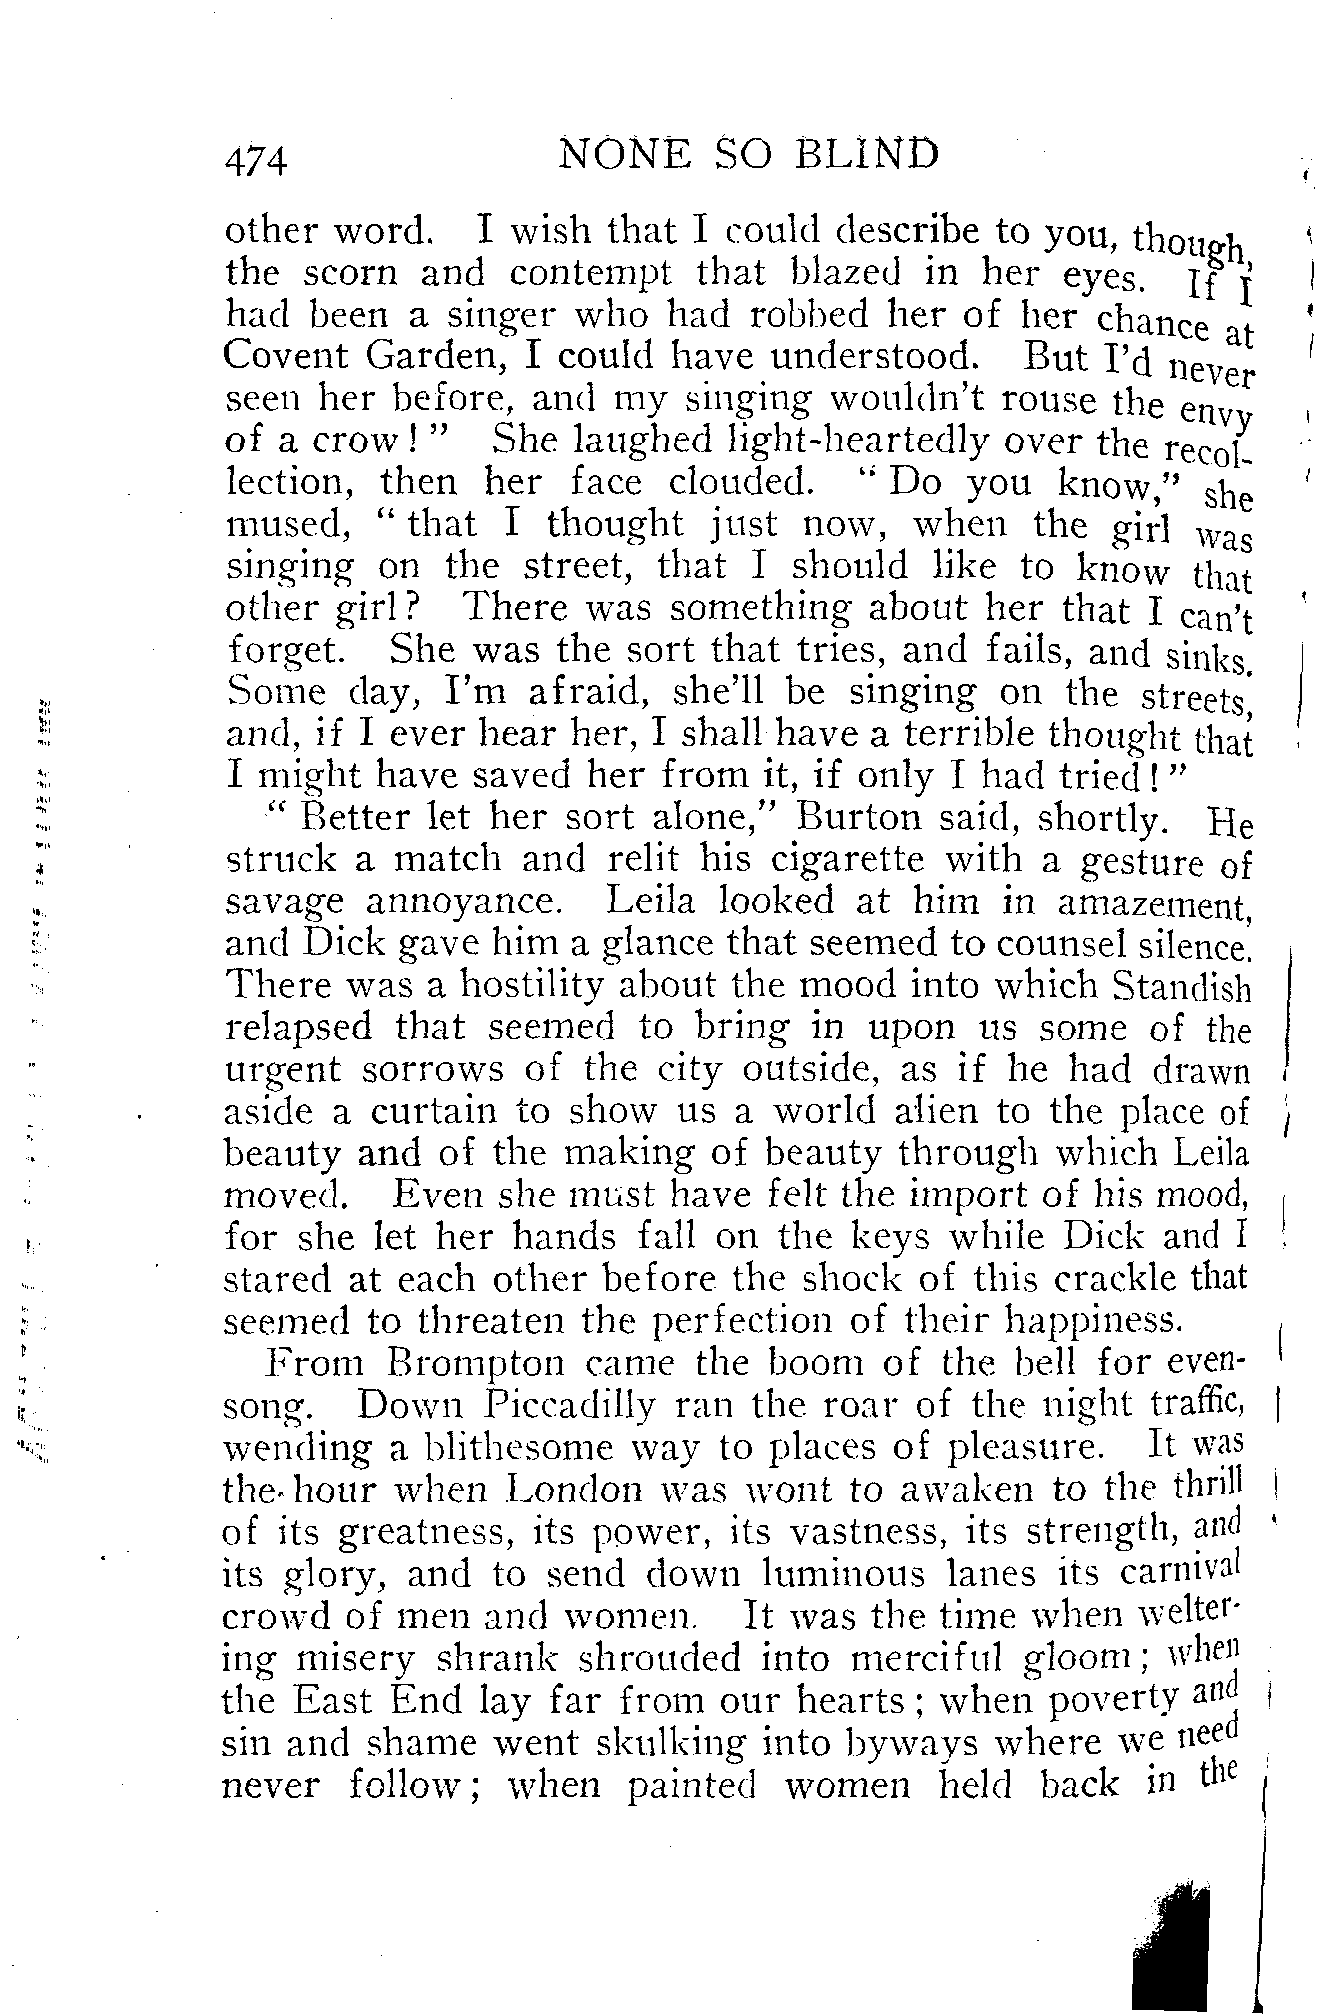 474 NONE SO BLIND
other word. I wish that I could describe to you, though,
the scorn and contempt that blazed in her eyes. If I
had been a singer who had robbed her of her chance at
Covent Garden, I could have understood. But I'd never
seen her before, and my singing wouldn't rouse the envy
of a crow!" She laughed light-heartedly over the recol-
lection, then her face clouded. "Do you know," she
mused, "that I thought just now, when the girl was
singing on the street, that I should like to know that
other girl? There was something about her that I can't
forget. She was the sort that tries, and fails, and sinks.
Some day, I'm afraid, she'll be singing on the streets,
and, if I ever hear her, I shall have a terrible thought that
I might have saved her from it, if only I had tried!"
"Better let her sort alone," Burton said, shortly. He
struck a match and relit his cigarette with a gesture of
savage annoyance. Leila looked at him in amazement,
and Dick gave him a glance that seemed to counsel silence.
There was a hostility about the mood into which Standish
relapsed that seemed to bring in upon us some of the
urgent sorrows of the city outside, as if he had drawn
aside a curtain to show us a world alien to the place of
beauty and of the making of beauty through which Leila
moved. Even she must have felt the import of his mood,
for she let her hands fall on the keys while Dick and I
stared at each other before the shock of this crackle that
seemed to threaten the perfection of their happiness.
From Brompton came the boom of the bell for even-
song. Down Piccadilly ran the roar of the night traffic,
wending a blithesome way to places of pleasure. It was
the hour when London was wont to awaken to the thrill
of its greatness, its power, its vastness, its strength, and
its glory, and to send down luminous lanes its carnival
crowd of men and women. It was the time when welter-
ing misery shrank shrouded into merciful gloom; when
the East End lay far from our hearts; when poverty and
sin and shame went skulking into byways where we need
never follow; when painted women held back in the